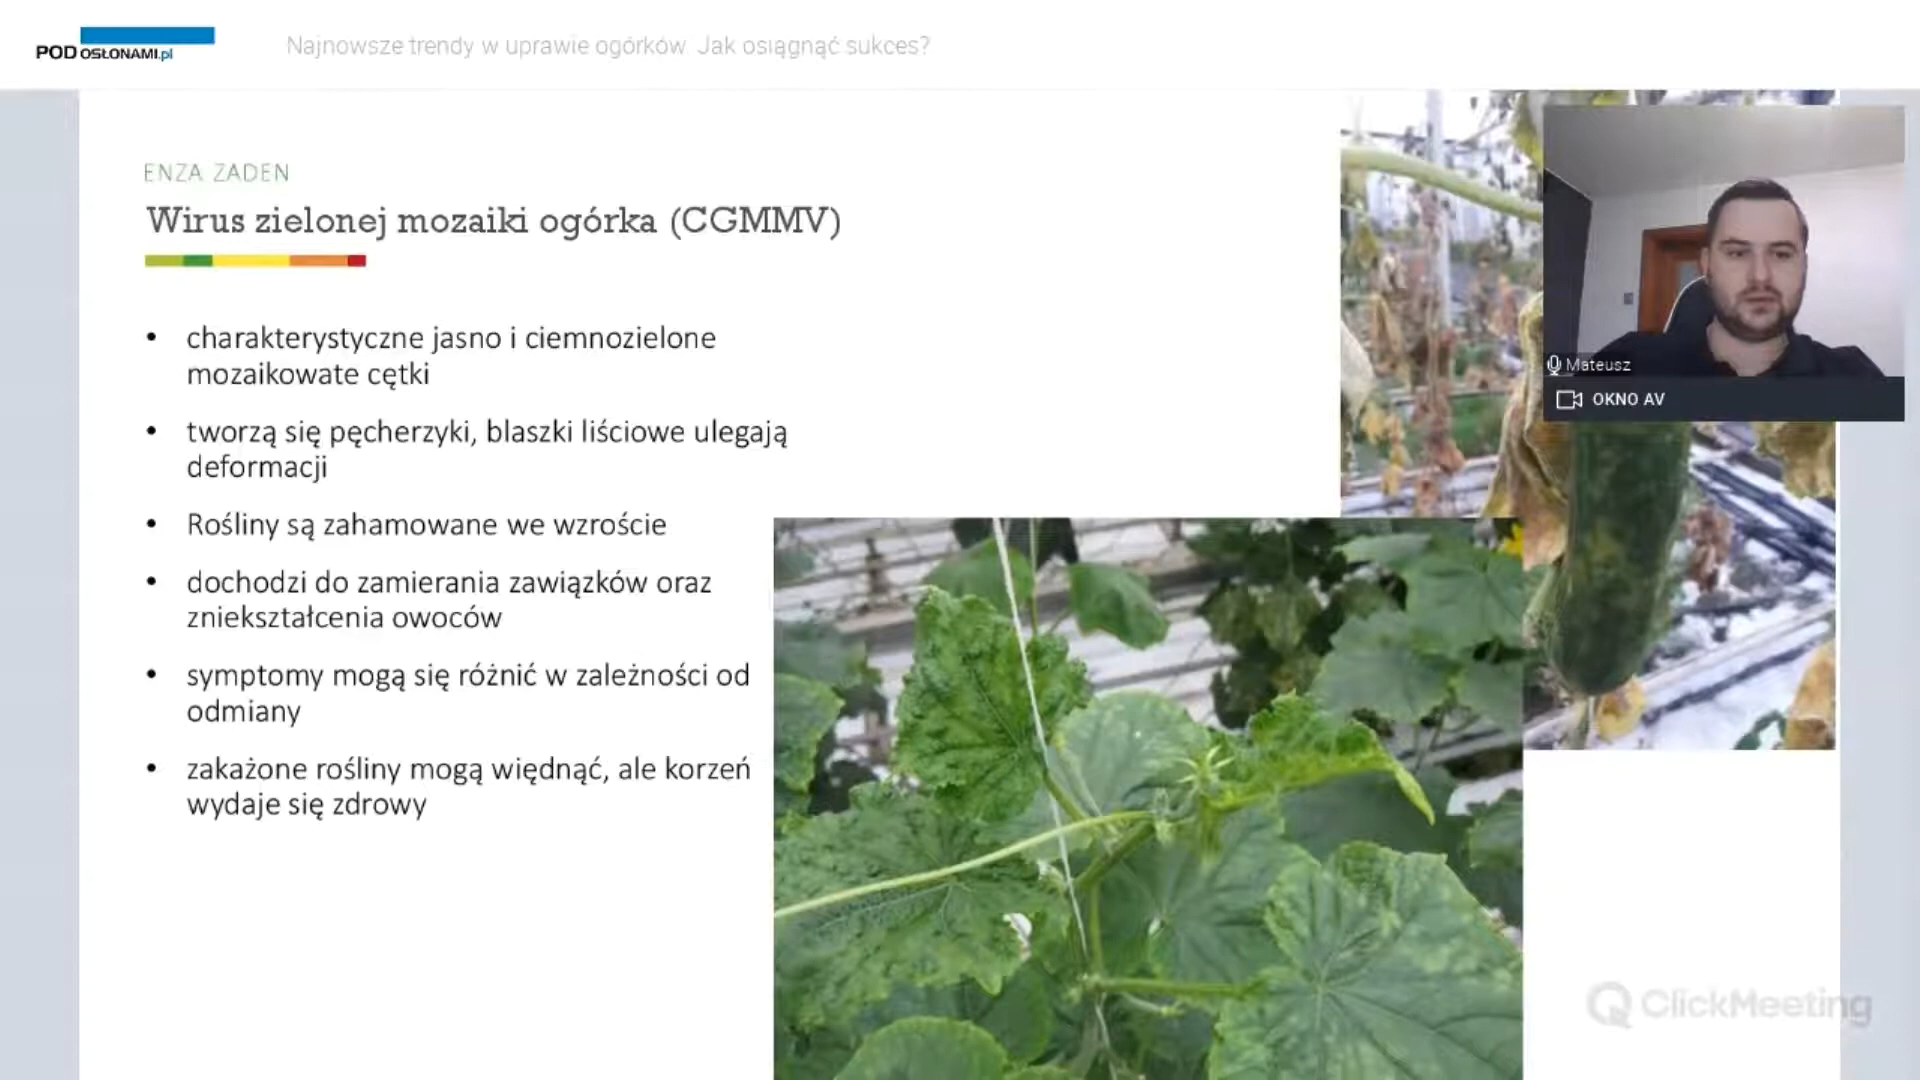 POD OSŁONAMI.pl
Najnowsze trendy w uprawie ogórków. Jak osiągnąć sukces?
ENZA ZADEN
Wirus zielonej mozaiki ogórka (CGMMV)
• charakterystyczne jasno i ciemnozielone
mozaikowate cętki
• tworzą się pęcherzyki, blaszki liściowe ulegają
deformacji
• Rośliny są zahamowane we wzroście
• dochodzi do zamierania zawiązków oraz
zniekształcenia owoców
• symptomy mogą się różnić w zależności od
odmiany
• zakażone rośliny mogą więdnąć, ale korzeń
wydaje się zdrowy
Mateusz
OKNO AV
ClickMeeting